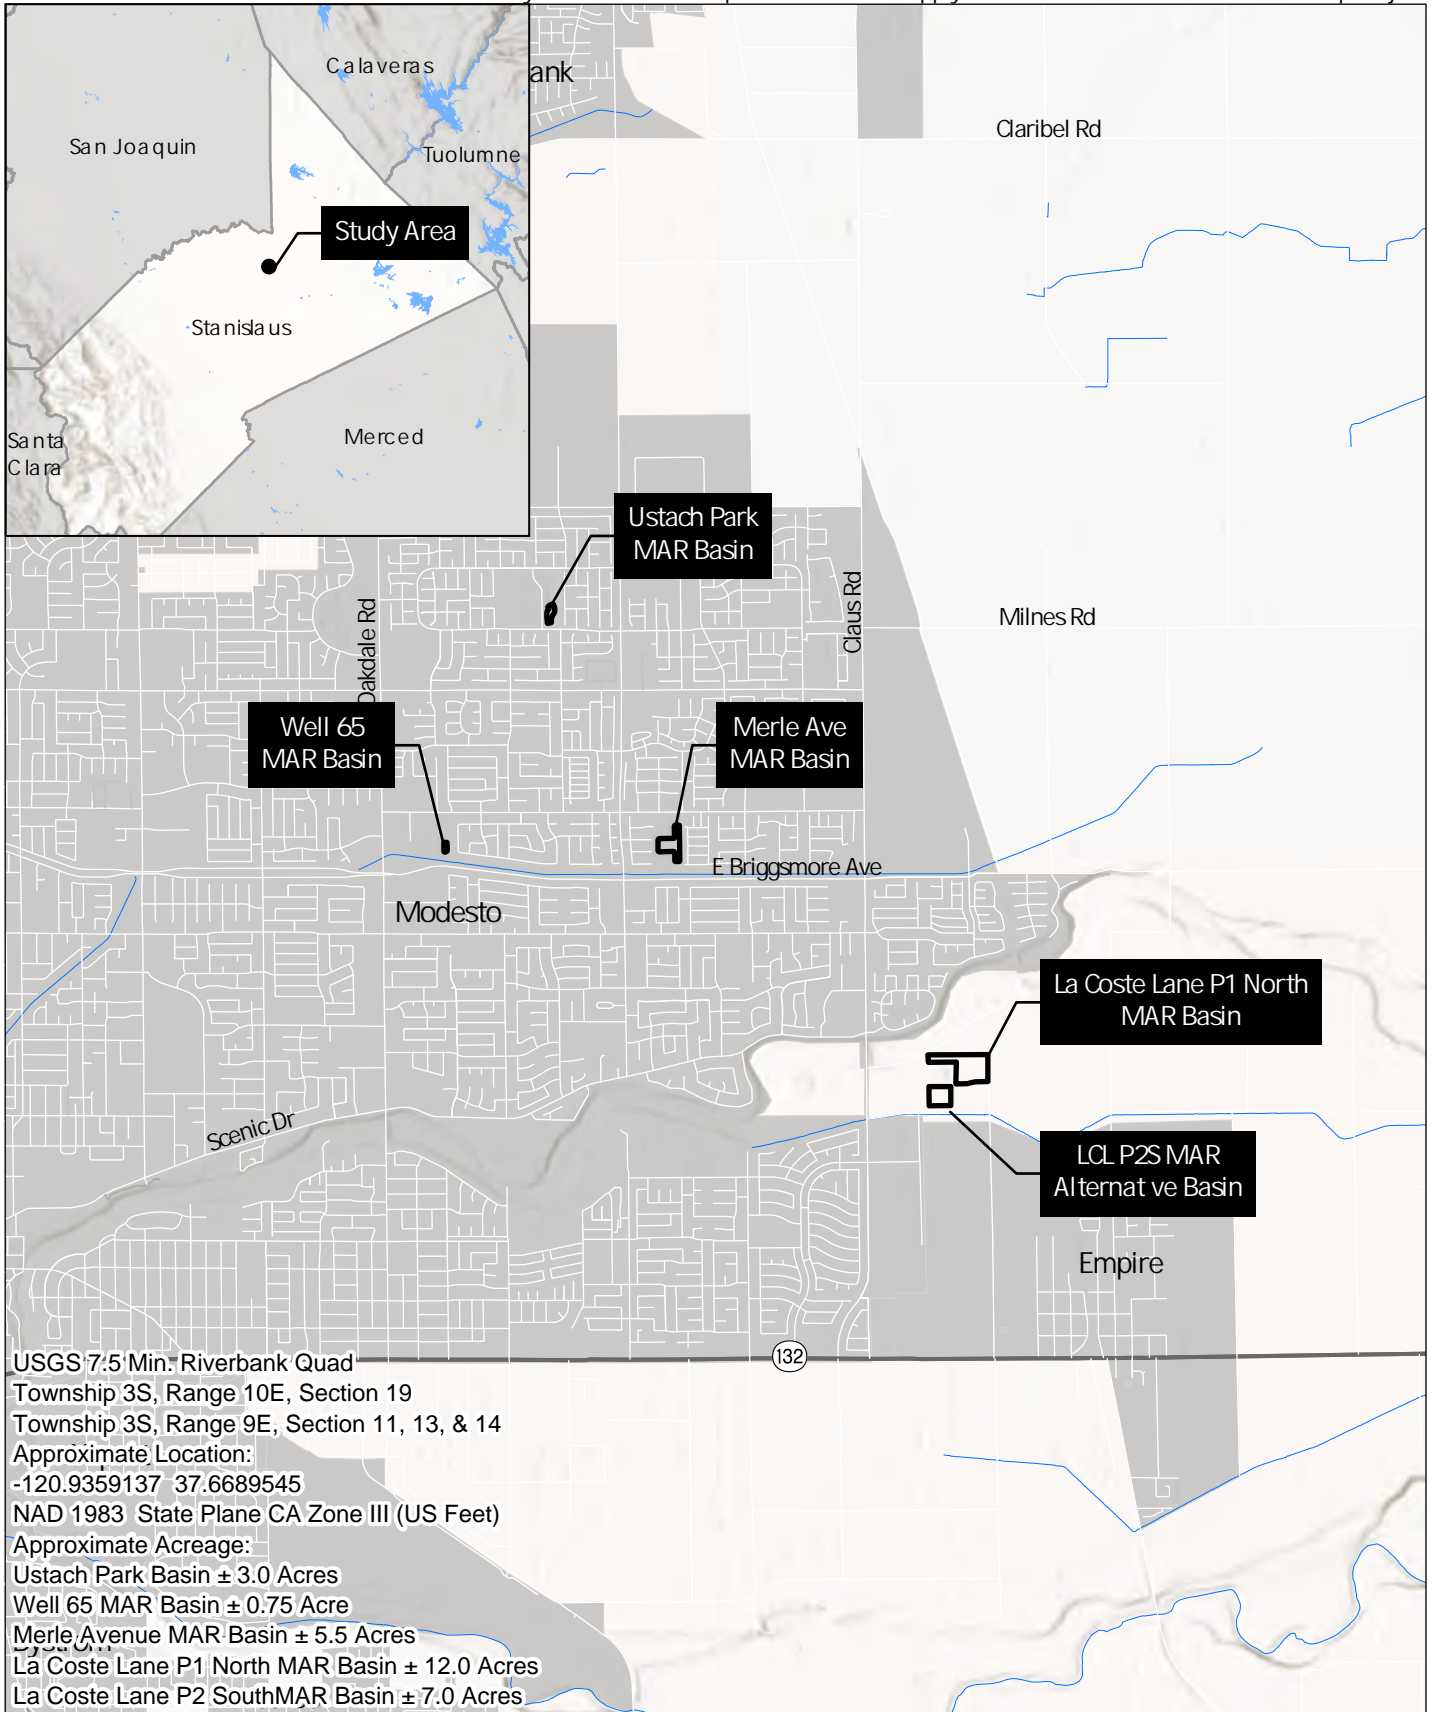 Calaveras
ank
San Joaquin
Claribel Rd
Tuolumne
Study Area
Stanislaus
Merced
Santa
Clara
Ustach Park
MAR Basin
Oakdale Rd
Claus Rd
Milnes Rd
Well 65
MAR Basin
Merle Ave
MAR Basin
E Briggsmore Ave
Modesto
La Coste Lane P1 North
MAR Basin
Scenic Dr
LCL P2S MAR
Alternat ve Basin
Empire
132
USGS 7.5 Min. Riverbank Quad
Township 3S, Range 10E, Section 19
Township 3S, Range 9E, Section 11, 13, & 14
Approximate Location:
-120.9359137 37.6689545
NAD 1983 State Plane CA Zone III (US Feet)
Approximate Acreage:
Ustach Park Basin ± 3.0 Acres
Well 65 MAR Basin ± 0.75 Acre
Merle Avenue MAR Basin ± 5.5 Acres
La Coste Lane P1 North MAR Basin ± 12.0 Acres
La Coste Lane P2 SouthMAR Basin ± 7.0 Acres